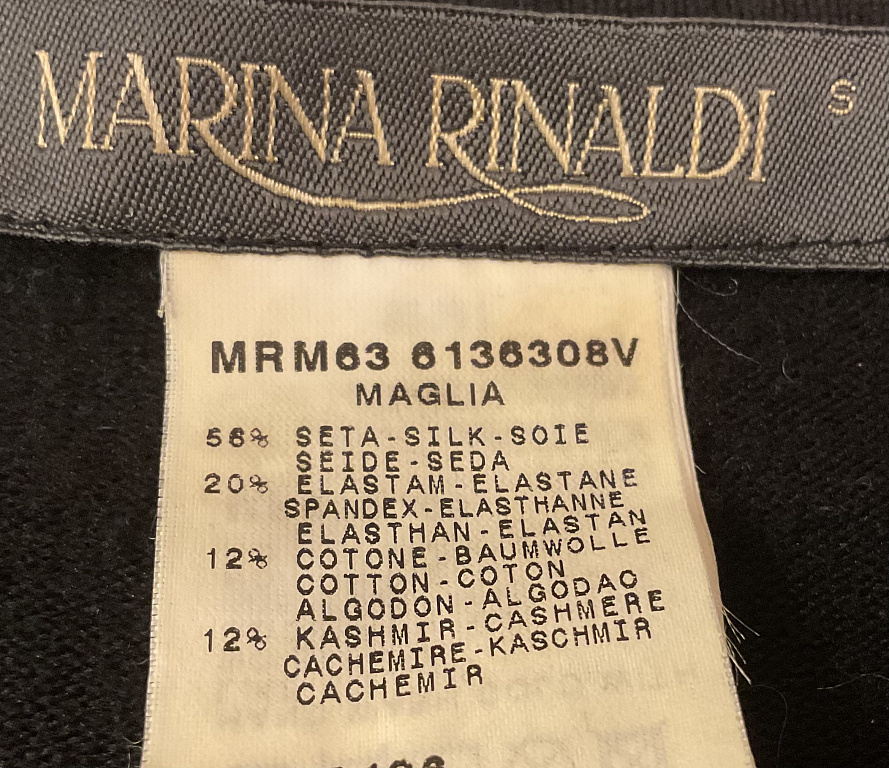 MARINA RINALDI S
MRM63 6136308V
MAGLIA
56% SETA-SILK-SOIE
SEIDE-SEDA
20% ELASTAM-ELASTANE
SPANDEX-ELASTHANNE
ELASTHAN-ELASTAN
12% COTONE-BAUMWOLLE
COTTON-COTON
ALGODON-ALGODAO
12% KASHMIR-CASHMERE
CACHEMIRE-KASCHMIR
CACHEMIR